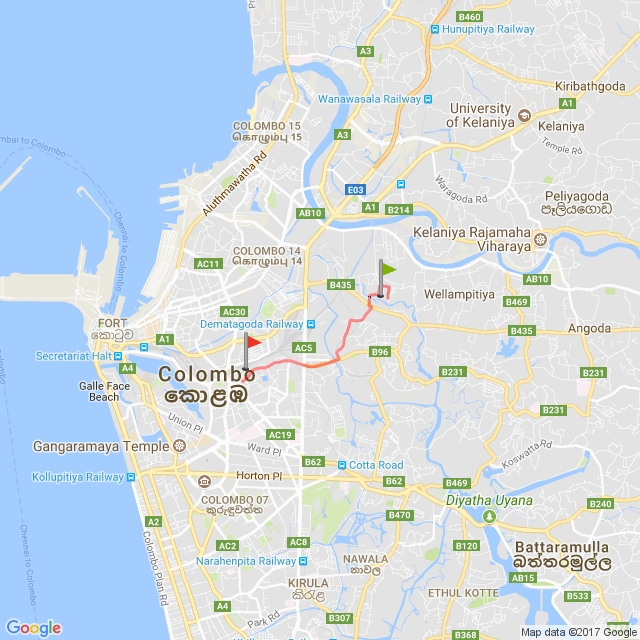 B460
Hunupitiya Railway
A3
Kiribathgoda
Wanawasala Railway
University
of Kelaniya
A1
Kelaniya
COLOMBO 15
கொழும்பு 15
A3
Temple Rd
Aluthmawatha Rd
E03
Waragoda Rd
Peliyagoda
පෑලියගොඩ
A1
B214
AB10
Kelaniya Rajamaha
Viharaya
COLOMBO 14
கொழும்பு 14
AC11
AB10
B435
Wellampitiya
B469
AC30
FORT
කොටුව
Dematagoda Railway
B435
Angoda
A1
Secretariat Halt
AC5
B96
A4
Colombo
කොළඹ
B231
B231
Galle Face
Beach
B231
Union Pl
AC19
Gangaramaya Temple
Ward Pl
Koswatta Rd
B62
Cotta Road
Kollupitiya Railway
Horton Pl
B62
B469
Diyatha Uyana
COLOMBO 07
කුරුඳුවත්ත
B240
B470
A2
AC2
AC8
B120
Battaramulla
බත්තරමුල්ල
Colombo Plan Rd
Narahenpita Railway
NAWALA
නාවල
AB15
KIRULA
කිරුළ
ETHUL KOTTE
B533
A4
Park Rd
B307
B368
Colombo to Chennai
Google
Map data ©2017 Google